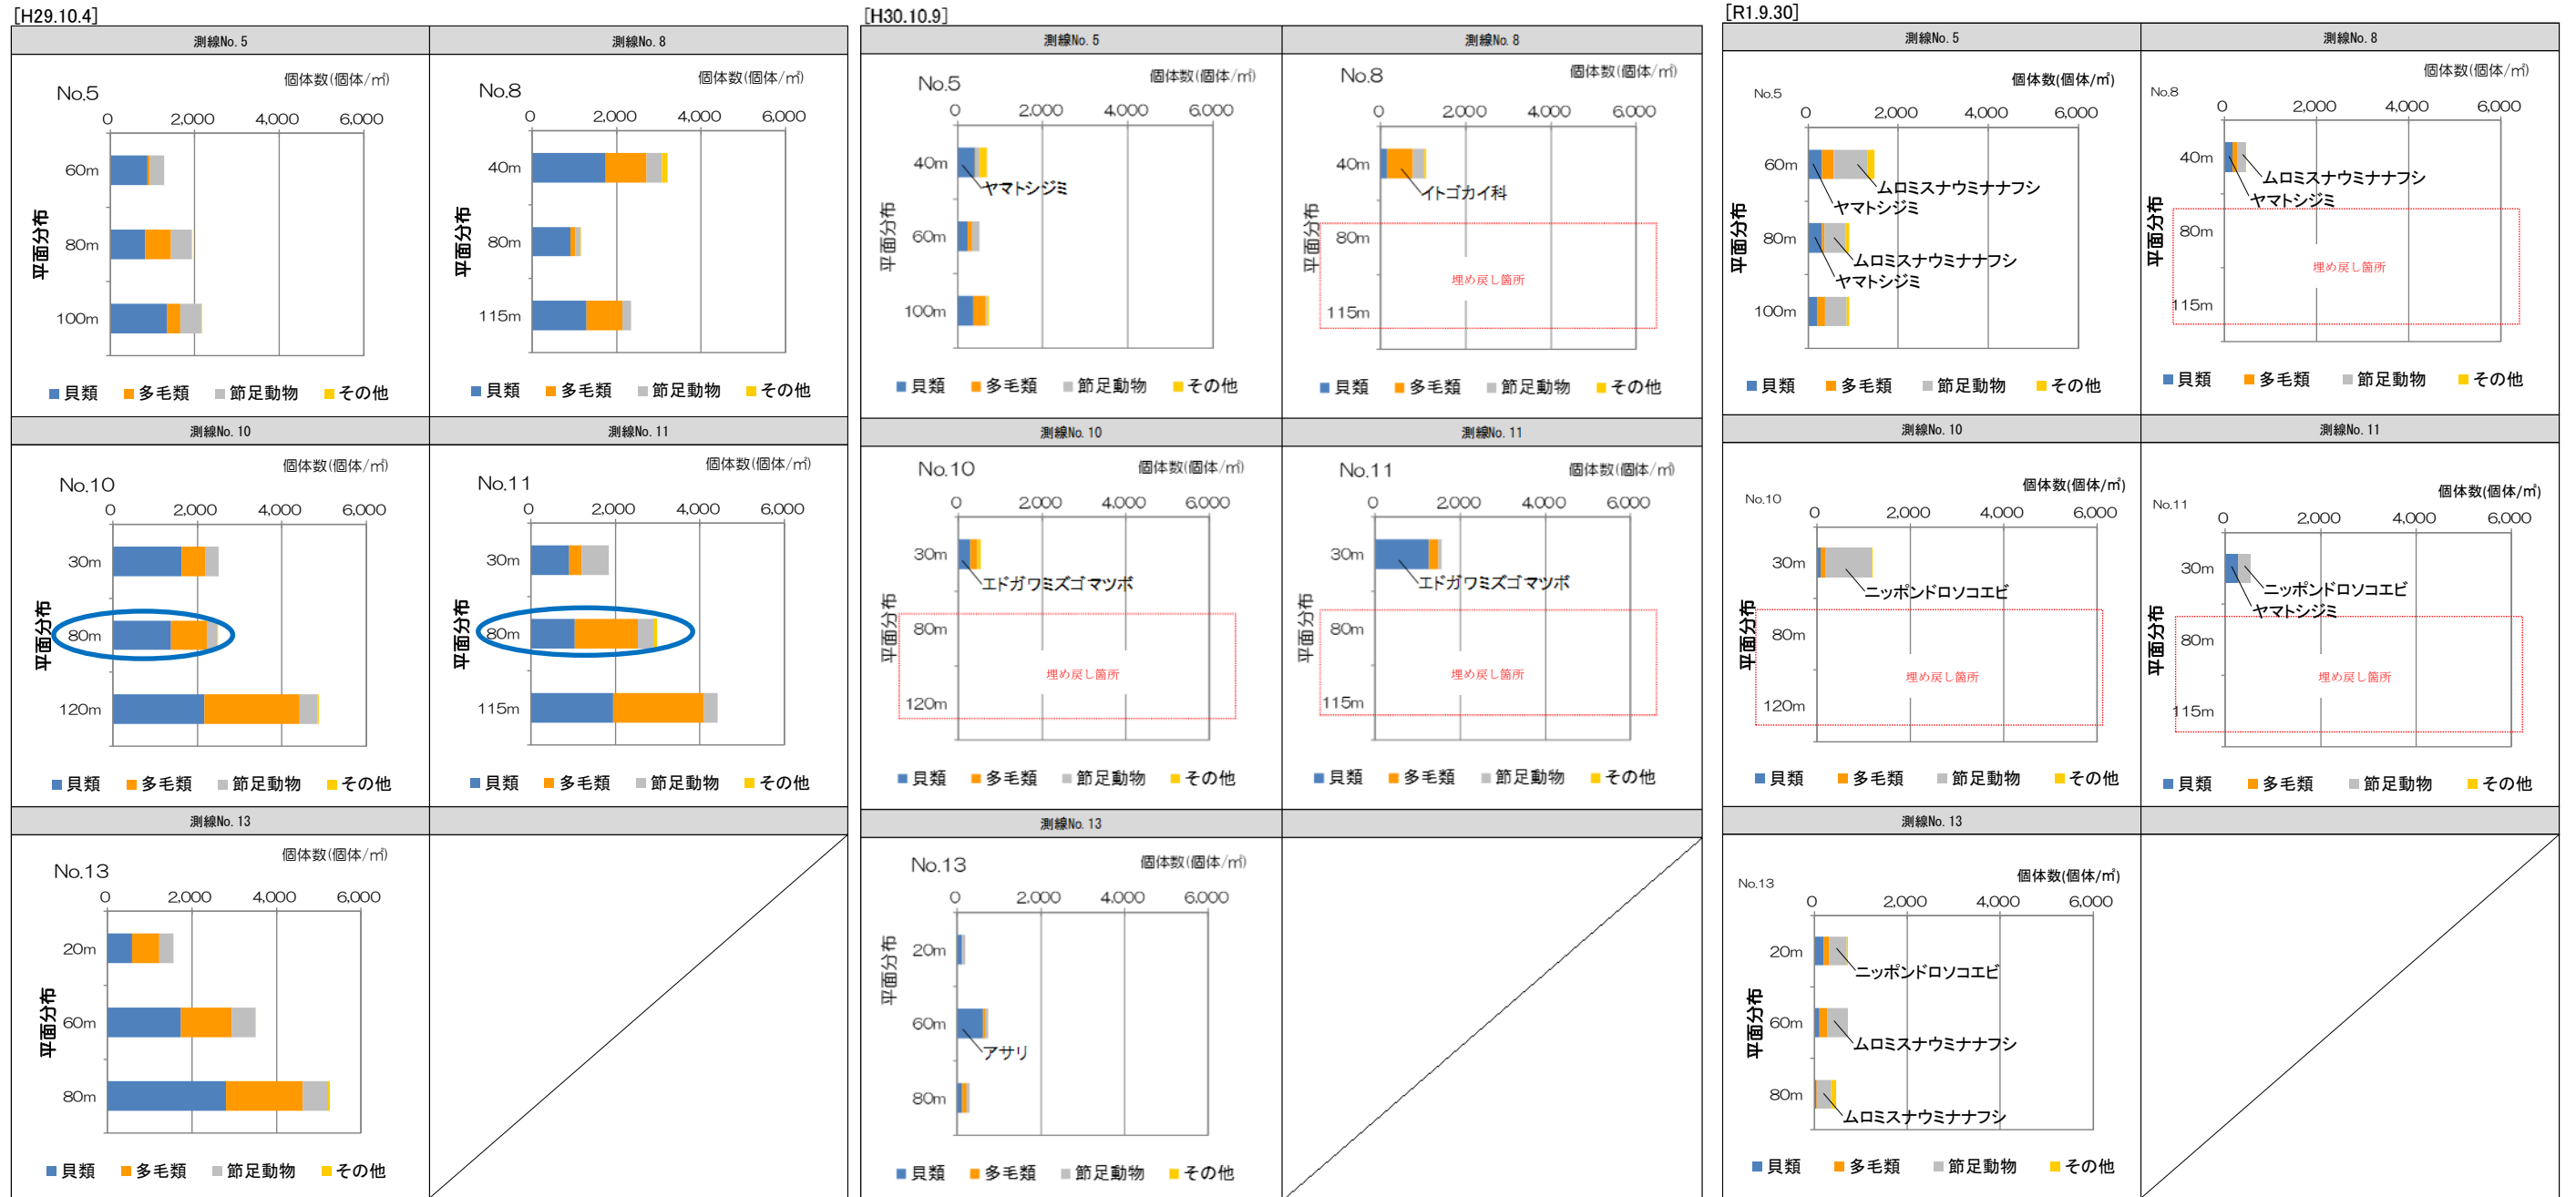 [H29.10.4]
測線No. 5
測線No. 8
No.5
個体数(個体/㎡)
0 2,000 4,000 6,000
60m
80m
100m
平面分布
貝類 多毛類 節足動物 その他
No.8
個体数(個体/㎡)
0 2,000 4,000 6,000
40m
80m
115m
平面分布
貝類 多毛類 節足動物 その他
測線No. 10
測線No. 11
No.10
個体数(個体/㎡)
0 2,000 4,000 6,000
30m
80m
120m
平面分布
貝類 多毛類 節足動物 その他
No.11
個体数(個体/㎡)
0 2,000 4,000 6,000
30m
80m
115m
平面分布
貝類 多毛類 節足動物 その他
測線No. 13
No.13
個体数(個体/㎡)
0 2,000 4,000 6,000
20m
60m
80m
平面分布
貝類 多毛類 節足動物 その他
[H30.10.9]
測線No. 5
測線No. 8
No.5
個体数(個体/㎡)
0 2,000 4,000 6,000
40m
ヤマトシジミ
60m
100m
平面分布
貝類 多毛類 節足動物 その他
No.8
個体数(個体/㎡)
0 2,000 4,000 6,000
40m
イトゴカイ科
80m
埋め戻し箇所
115m
平面分布
貝類 多毛類 節足動物 その他
測線No. 10
測線No. 11
No.10
個体数(個体/㎡)
0 2,000 4,000 6,000
30m
エドガワミズゴマツボ
80m
埋め戻し箇所
120m
平面分布
貝類 多毛類 節足動物 その他
No.11
個体数(個体/㎡)
0 2,000 4,000 6,000
30m
エドガワミズゴマツボ
80m
埋め戻し箇所
115m
平面分布
貝類 多毛類 節足動物 その他
測線No. 13
No.13
個体数(個体/㎡)
0 2,000 4,000 6,000
20m
60m
アサリ
80m
平面分布
貝類 多毛類 節足動物 その他
[R1.9.30]
測線No. 5
測線No. 8
No.5
個体数(個体/㎡)
0 2,000 4,000 6,000
60m
ムロミスナウミナナフシ
ヤマトシジミ
80m
ムロミスナウミナナフシ
ヤマトシジミ
100m
平面分布
貝類 多毛類 節足動物 その他
No.8
個体数(個体/㎡)
0 2,000 4,000 6,000
40m
ムロミスナウミナナフシ
ヤマトシジミ
80m
埋め戻し箇所
115m
平面分布
貝類 多毛類 節足動物 その他
測線No. 10
測線No. 11
No.10
個体数(個体/㎡)
0 2,000 4,000 6,000
30m
ニッポンドロソコエビ
80m
埋め戻し箇所
120m
平面分布
貝類 多毛類 節足動物 その他
No.11
個体数(個体/㎡)
0 2,000 4,000 6,000
30m
ニッポンドロソコエビ
ヤマトシジミ
80m
埋め戻し箇所
115m
平面分布
貝類 多毛類 節足動物 その他
測線No. 13
No.13
個体数(個体/㎡)
0 2,000 4,000 6,000
20m
ニッポンドロソコエビ
60m
ムロミスナウミナナフシ
80m
ムロミスナウミナナフシ
平面分布
貝類 多毛類 節足動物 その他